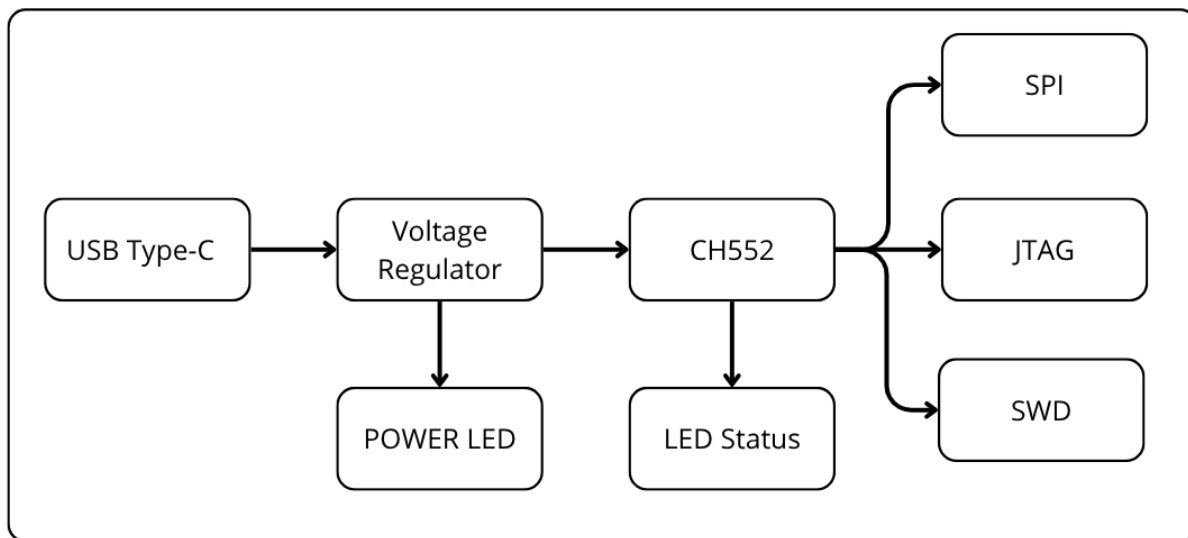 SPI
USB Type-C
Voltage
Regulator
CH552
JTAG
POWER LED
LED Status
SWD